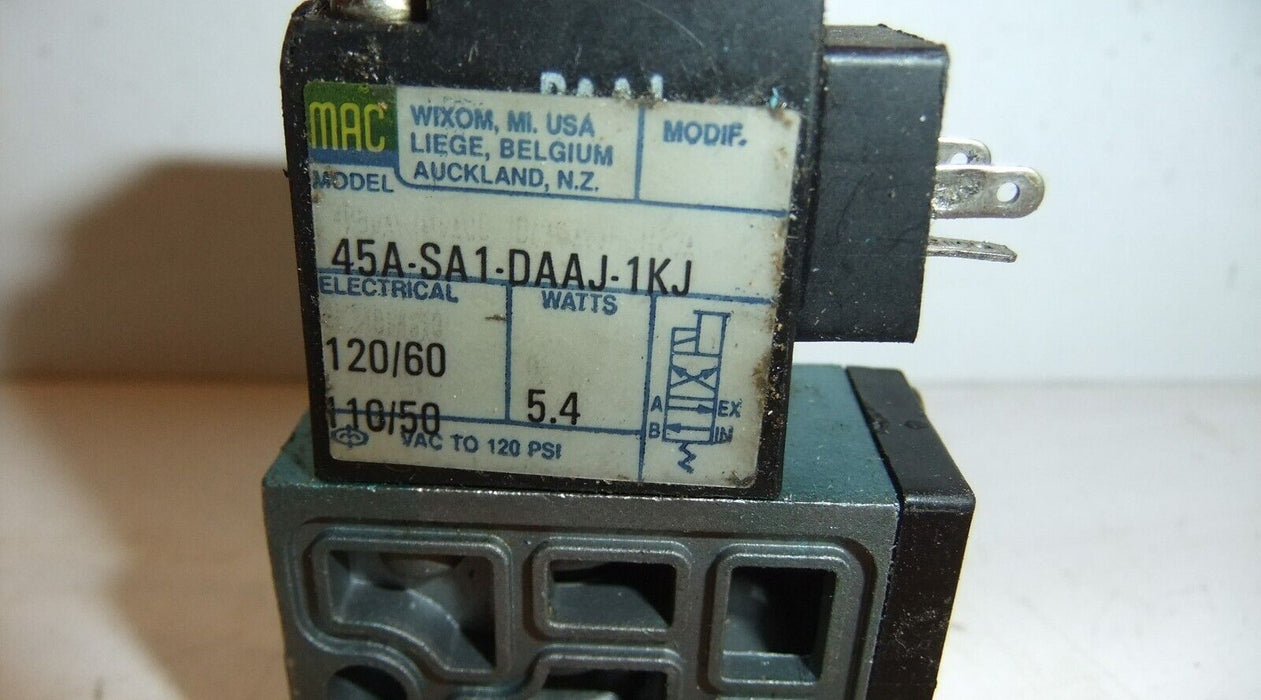 DAAJ
MAC
WIXOM, MI. USA
LIEGE, BELGIUM
AUCKLAND, N.Z.
MODIF.
MODEL
45A-SA1-DAAJ-1KJ
ELECTRICAL
WATTS
120/60
110/50
5.4
VAC TO 120 PSI
A
EX
B
IN